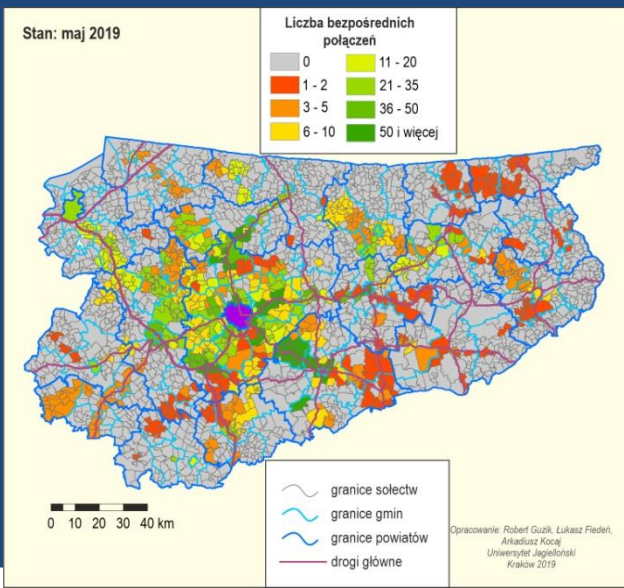 Stan: maj 2019
Liczba bezpośrednich
połączeń
0
1 - 2
3 - 5
6 - 10
11 - 20
21 - 35
36 - 50
50 i więcej
0 10 20 30 40 km
granice sołectw
granice gmin
granice powiatów
drogi główne
Opracowanie: Robert Guzik, Łukasz Fiedeń,
Arkadiusz Kocaj
Uniwersytet Jagielloński
Kraków 2019